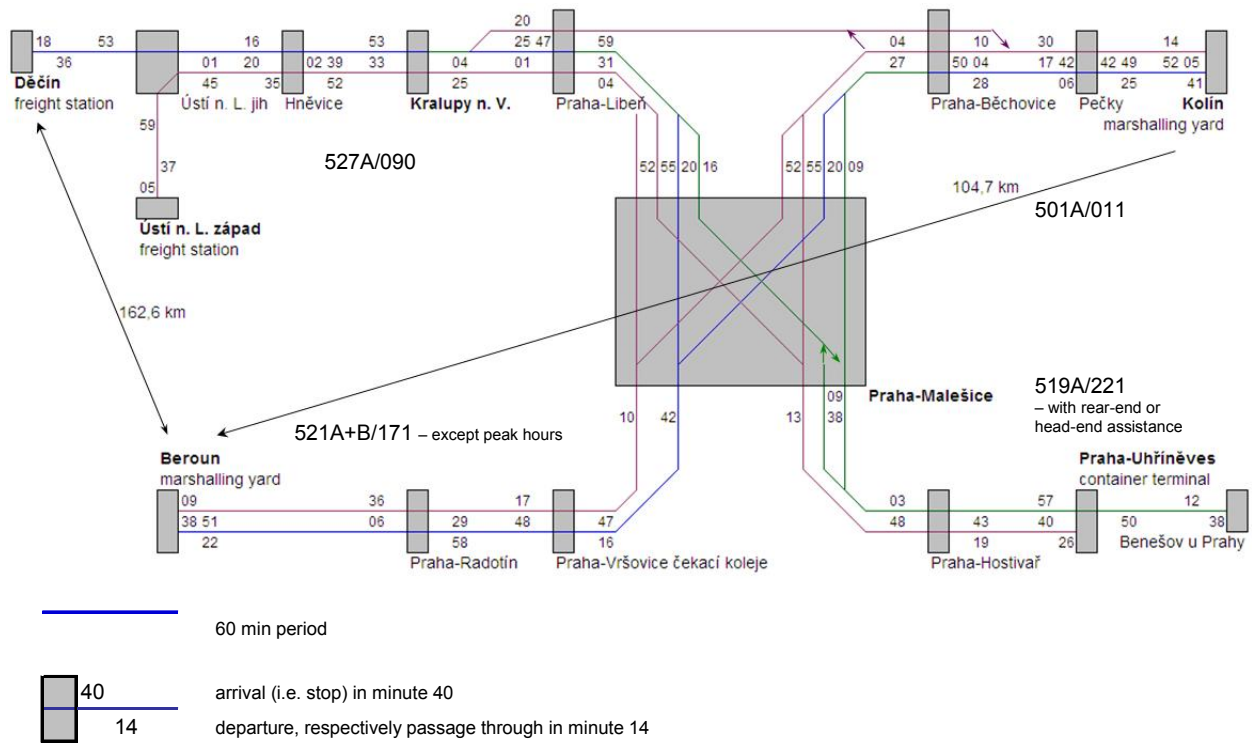 20
18 53 16 53 25 47 59 04 10 30 14
36 01 20 02 39 33 04 01 31 27 50 04 17 42 42 49 52 05
45 35 52 25 04 28 06 25 41
Děčín
freight station
Ústí n. L. jih
Hněvice
Kralupy n. V.
Praha-Libeň
Praha-Běchovice
Pečky
Kolín
marshalling yard
59
37
05
527A/090
52 55 20 16
52 55 20 09
104,7 km
501A/011
Ústí n. L. západ
freight station
162,6 km
Praha-Malešice
519A/221
– with rear-end or
head-end assistance
09
10 42 13 38
521A+B/171 – except peak hours
Beroun
marshalling yard
Praha-Uhříněves
container terminal
09 36 17 03 57 12
38 51 06 29 48 47 48 43 40 50 38
22 58 16 19 26
Praha-Radotín
Praha-Vršovice čekací koleje
Praha-Hostivař
Benešov u Prahy
60 min period
40 arrival (i.e. stop) in minute 40
14 departure, respectively passage through in minute 14